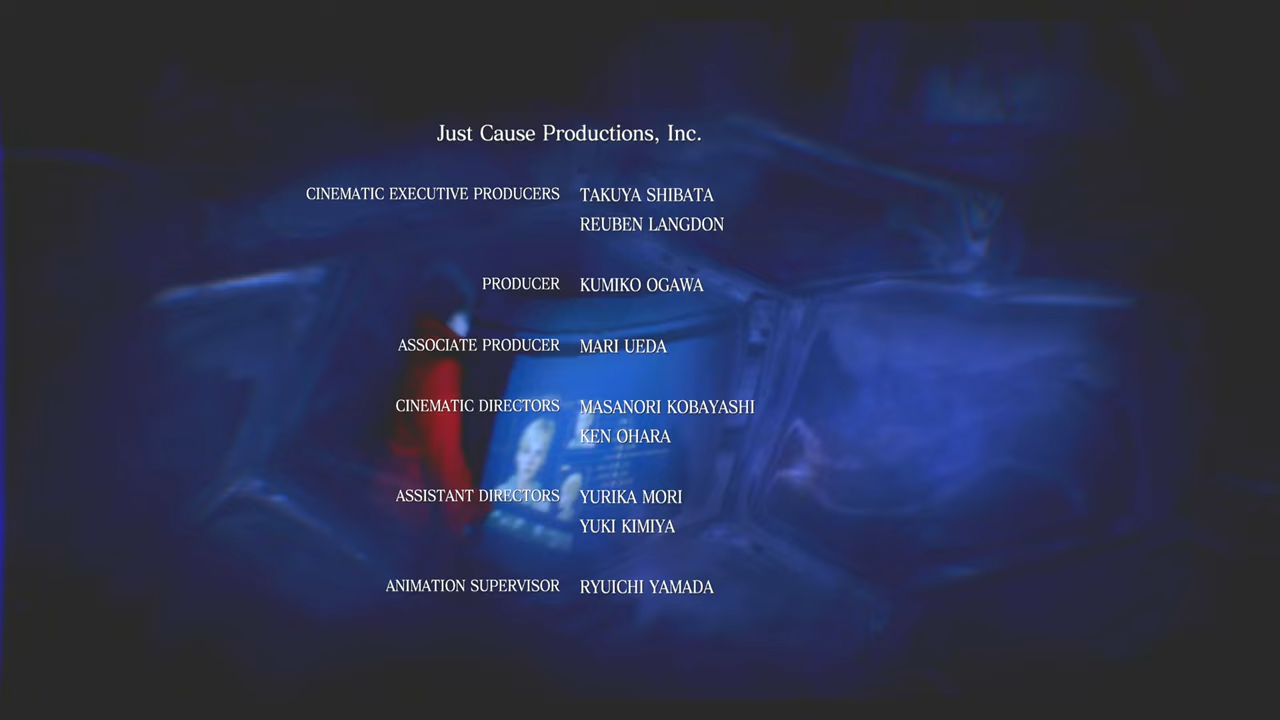 Just Cause Productions, Inc.
CINEMATIC EXECUTIVE PRODUCERS TAKUYA SHIBATA
REUBEN LANGDON
PRODUCER KUMIKO OGAWA
ASSOCIATE PRODUCER MARI UEDA
CINEMATIC DIRECTORS MASANORI KOBAYASHI
KEN OHARA
ASSISTANT DIRECTORS YURIKA MORI
YUKI KIMIYA
ANIMATION SUPERVISOR RYUICHI YAMADA